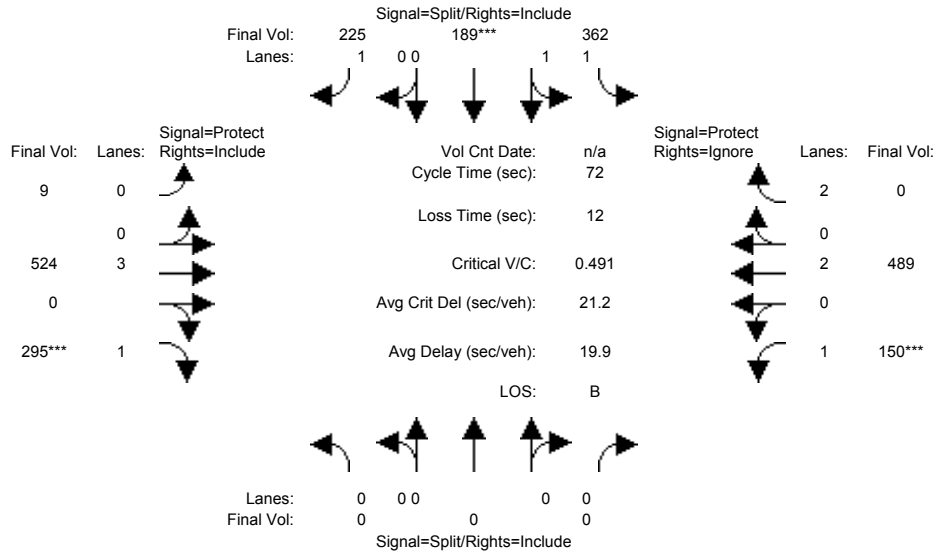 Signal=Split/Rights=Include
Final Vol: 225 189*** 362
Lanes: 1 0 0 1 1
Signal=Protect Signal=Protect
Final Vol: Lanes: Rights=Include Vol Cnt Date: n/a Rights=Ignore Lanes: Final Vol:
Cycle Time (sec): 72
9 0 2 0
Loss Time (sec): 12
0 0
524 3 Critical V/C: 0.491 2 489
0 Avg Crit Del (sec/veh): 21.2 0
295*** 1 Avg Delay (sec/veh): 19.9 1 150***
LOS: B
Lanes: 0 0 0 0 0
Final Vol: 0 0 0
Signal=Split/Rights=Include